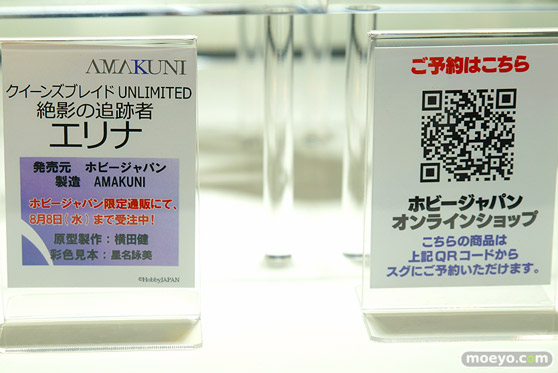 AMAKUNI
クイーンズブレイド UNLIMITED
絶影の追跡者
エリナ
発売元 ホビージャパン
製造 AMAKUNI
ホビージャパン限定通販にて、
8月8日(水)まで受注中!
原型製作:横田健
彩色見本:星名詠美
©HobbyJAPAN
ご予約はこちら
ホビージャパン
オンラインショップ
こちらの商品は
上記QRコードから
スグにご予約いただけます。
moeyo.com